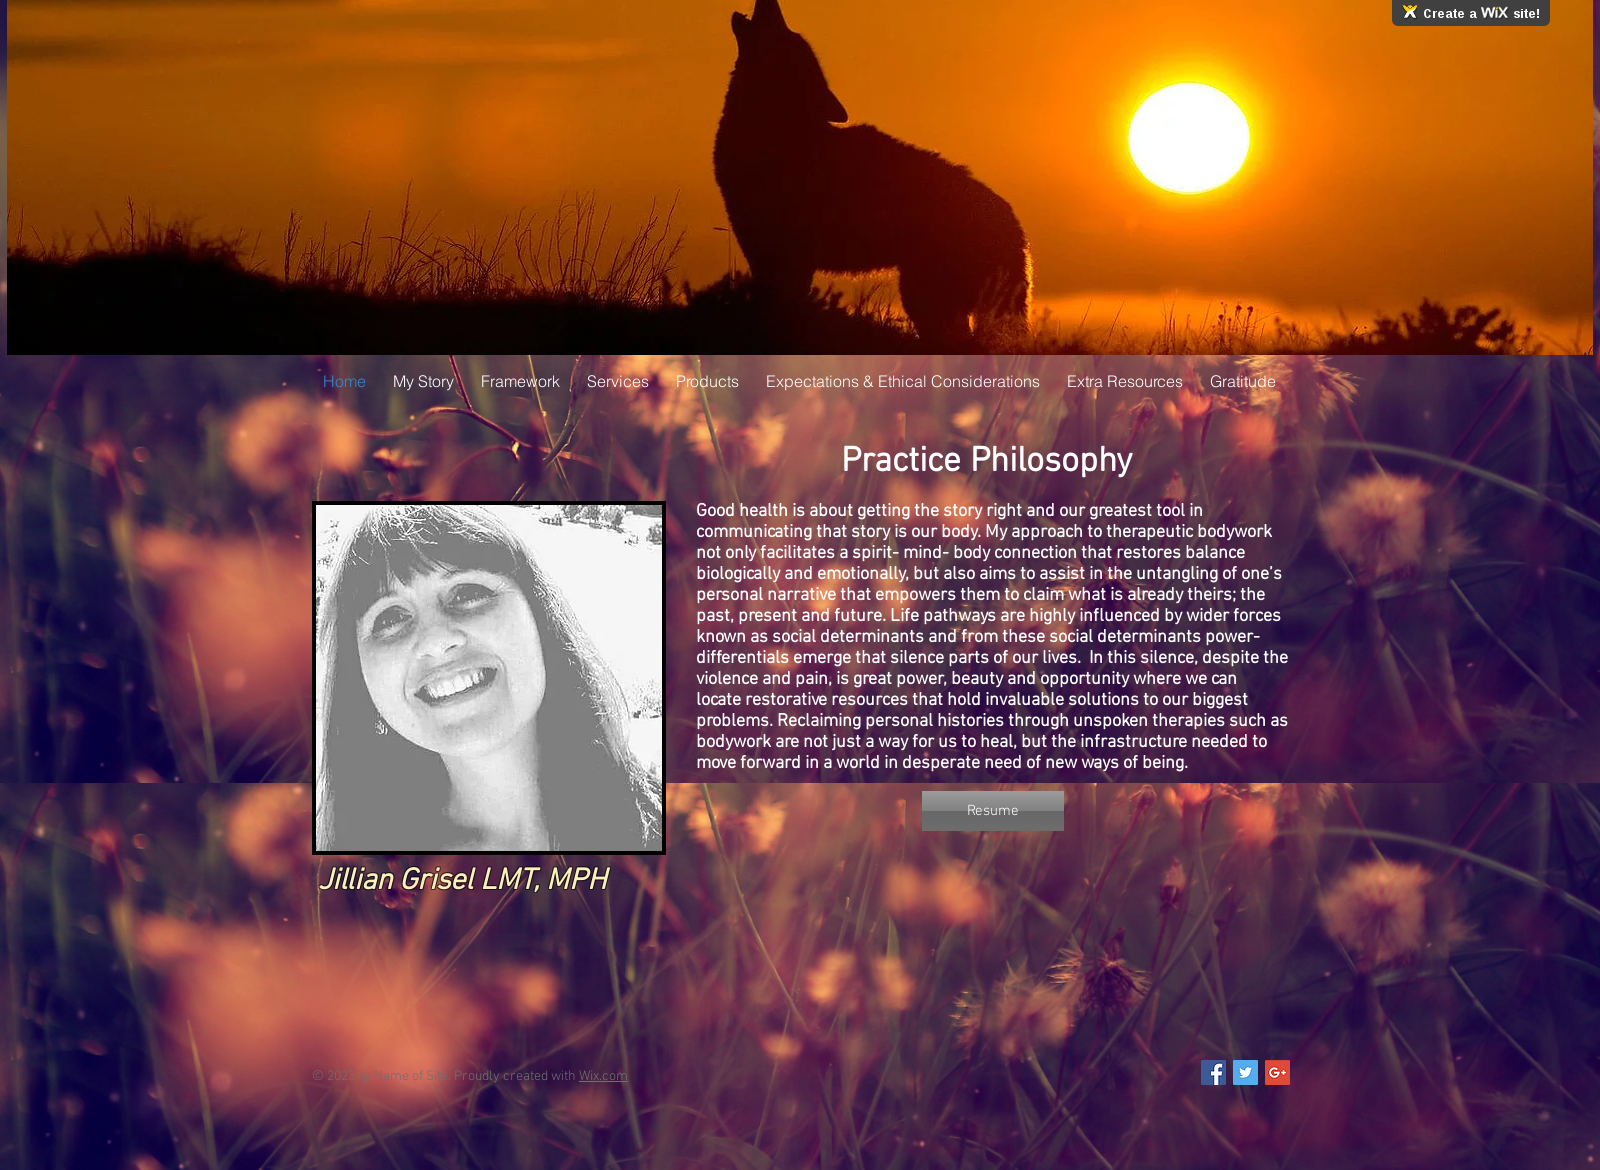 Create a WiX site!
Home My Story Framework Services Products Expectations & Ethical Considerations Extra Resources Gratitude
Practice Philosophy
Good health is about getting the story right and our greatest tool in
communicating that story is our body. My approach to therapeutic bodywork
not only facilitates a spirit- mind- body connection that restores balance
biologically and emotionally, but also aims to assist in the untangling of one's
personal narrative that empowers them to claim what is already theirs; the
past, present and future. Life pathways are highly influenced by wider forces
known as social determinants and from these social determinants power-
differentials emerge that silence parts of our lives.  In this silence, despite the
violence and pain, is great power, beauty and opportunity where we can
locate restorative resources that hold invaluable solutions to our biggest
problems. Reclaiming personal histories through unspoken therapies such as
bodywork are not just a way for us to heal, but the infrastructure needed to
move forward in a world in desperate need of new ways of being.
Resume
Jillian Grisel LMT, MPH
© Name of Site. Proudly created with Wix.com